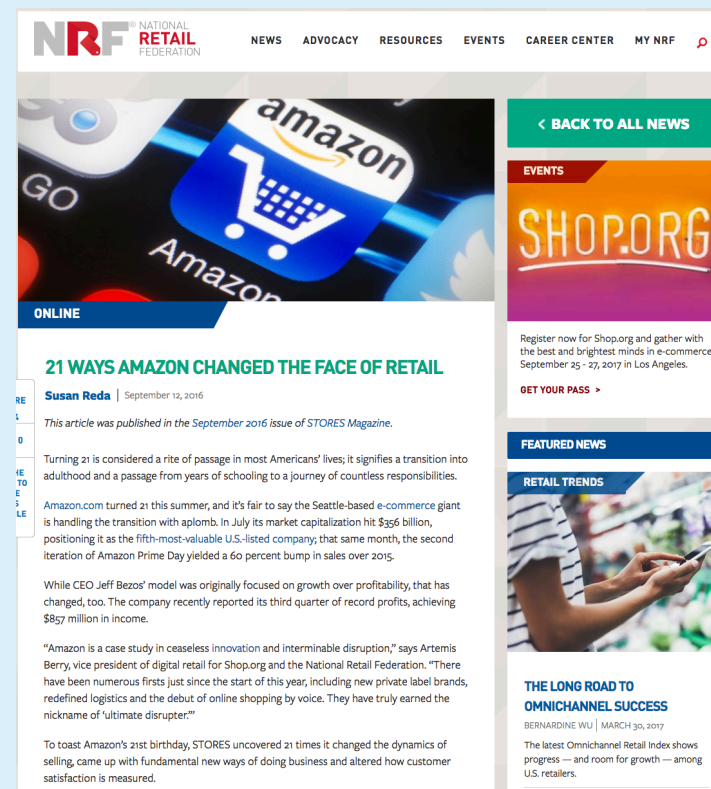 NRF® NATIONAL
RETAIL
FEDERATION
NEWS ADVOCACY RESOURCES EVENTS CAREER CENTER MY NRF
GO
amazon
Amazon
ONLINE
21 WAYS AMAZON CHANGED THE FACE OF RETAIL
Susan Reda | September 12, 2016
This article was published in the September 2016 issue of STORES Magazine.
Turning 21 is considered a rite of passage in most Americans' lives; it signifies a transition into
adulthood and a passage from years of schooling to a journey of countless responsibilities.
Amazon.com turned 21 this summer, and it's fair to say the Seattle-based e-commerce giant
is handling the transition with aplomb. In July its market capitalization hit $356 billion,
positioning it as the fifth-most-valuable U.S.-listed company; that same month, the second
iteration of Amazon Prime Day yielded a 60 percent bump in sales over 2015.
While CEO Jeff Bezos' model was originally focused on growth over profitability, that has
changed, too. The company recently reported its third quarter of record profits, achieving
$857 million in income.
"Amazon is a case study in ceaseless innovation and interminable disruption," says Artemis
Berry, vice president of digital retail for Shop.org and the National Retail Federation. "There
have been numerous firsts just since the start of this year, including new private label brands,
redefined logistics and the debut of online shopping by voice. They have truly earned the
nickname of 'ultimate disrupter.'"
To toast Amazon's 21st birthday, STORES uncovered 21 times it changed the dynamics of
selling, came up with fundamental new ways of doing business and altered how customer
satisfaction is measured.
RE
0
HE
TO
E
S
LE
< BACK TO ALL NEWS
EVENTS
SHOP.ORG
Register now for Shop.org and gather with
the best and brightest minds in e-commerce
September 25 - 27, 2017 in Los Angeles.
GET YOUR PASS >
FEATURED NEWS
RETAIL TRENDS
THE LONG ROAD TO
OMNICHANNEL SUCCESS
BERNARDINE WU | MARCH 30, 2017
The latest Omnichannel Retail Index shows
progress — and room for growth — among
U.S. retailers.